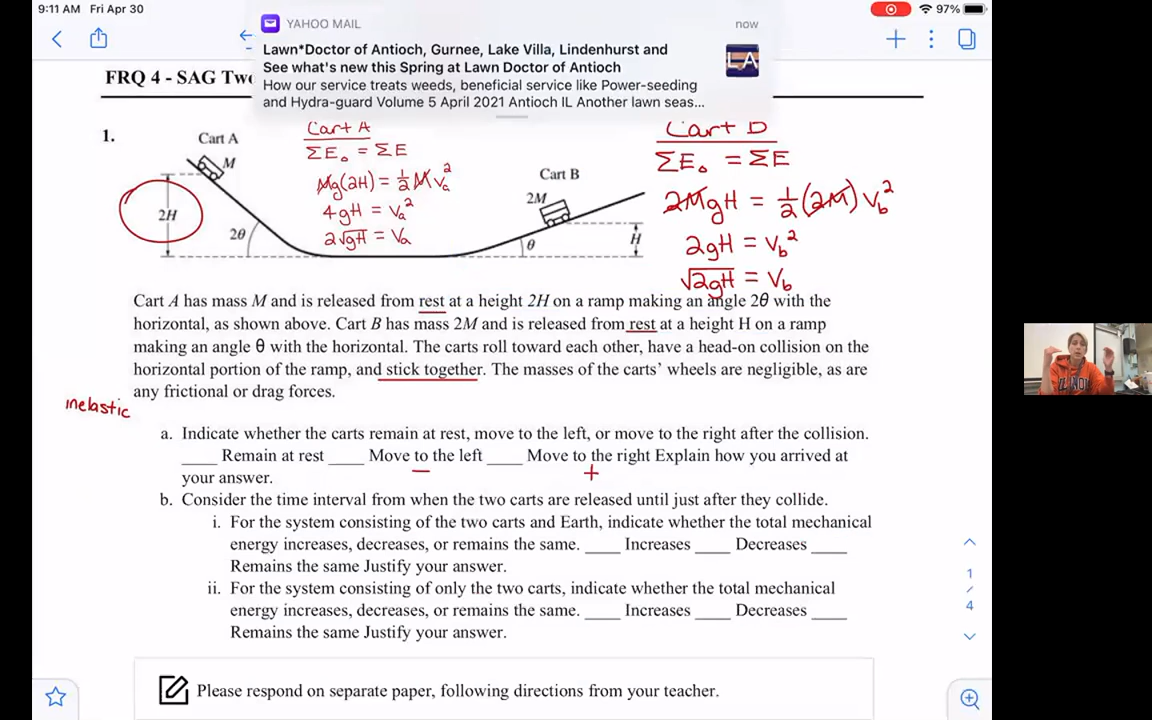 9:11 AM Fri Apr 30
97%
YAHOO MAIL
now
Lawn*Doctor of Antioch, Gurnee, Lake Villa, Lindenhurst and
See what's new this Spring at Lawn Doctor of Antioch
How our service treats weeds, beneficial service like Power-seeding
and Hydra-guard Volume 5 April 2021 Antioch IL Another lawn seas...
LA
FRQ 4 - SAG Two
1.
Cart A
M
2H
2θ
Cart A
ΣE₀ = ΣE
Mg(2H) = ½ M vₐ²
4gH = vₐ²
2√gH = vₐ
Cart B
2M
θ
H
Cart B
ΣE₀ = ΣE
2MgH = ½(2M) v_b²
2gH = v_b²
√2gH = v_b
Cart A has mass M and is released from rest at a height 2H on a ramp making an angle 2θ with the
horizontal, as shown above. Cart B has mass 2M and is released from rest at a height H on a ramp
making an angle θ with the horizontal. The carts roll toward each other, have a head-on collision on the
horizontal portion of the ramp, and stick together. The masses of the carts' wheels are negligible, as are
any frictional or drag forces.
inelastic
a. Indicate whether the carts remain at rest, move to the left, or move to the right after the collision.
____ Remain at rest ____ Move to the left ____ Move to the right Explain how you arrived at
− +
your answer.
b. Consider the time interval from when the two carts are released until just after they collide.
i. For the system consisting of the two carts and Earth, indicate whether the total mechanical
energy increases, decreases, or remains the same. ____ Increases ____ Decreases ____
Remains the same Justify your answer.
ii. For the system consisting of only the two carts, indicate whether the total mechanical
energy increases, decreases, or remains the same. ____ Increases ____ Decreases ____
Remains the same Justify your answer.
1
/
4
Please respond on separate paper, following directions from your teacher.
ILLINOIS